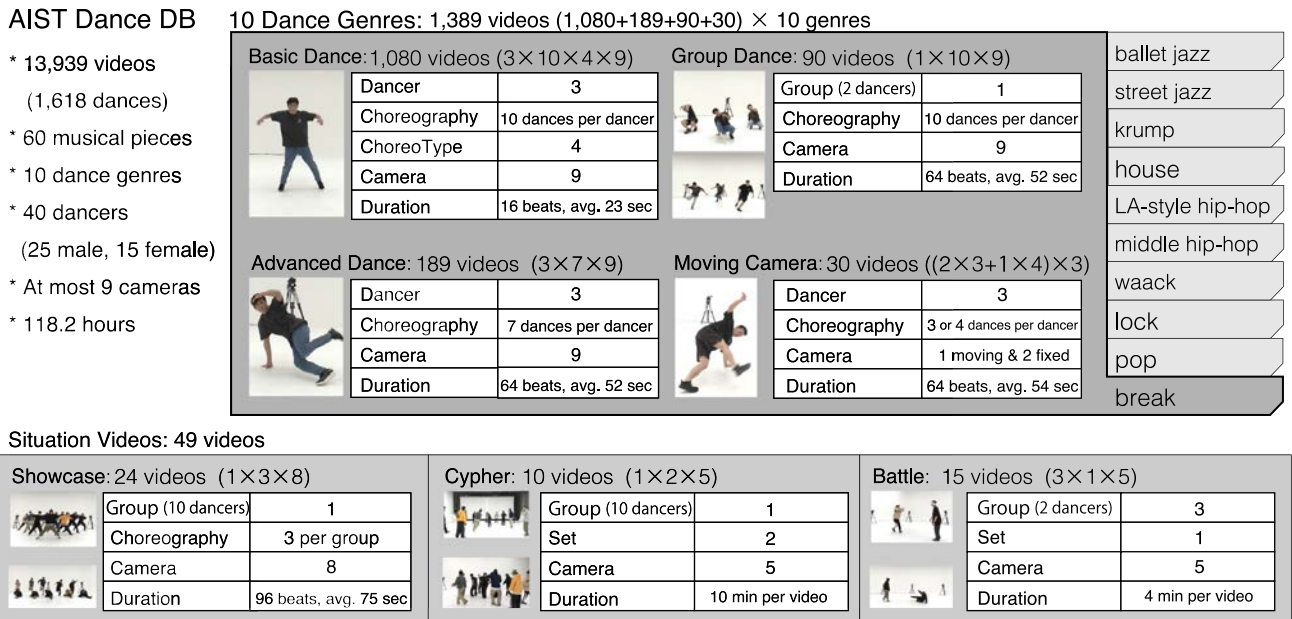 AIST Dance DB
* 13,939 videos
(1,618 dances)
* 60 musical pieces
* 10 dance genres
* 40 dancers
(25 male, 15 female)
* At most 9 cameras
* 118.2 hours
10 Dance Genres: 1,389 videos (1,080+189+90+30) × 10 genres
Basic Dance: 1,080 videos (3×10×4×9)
Dancer 3
Choreography 10 dances per dancer
ChoreoType 4
Camera 9
Duration 16 beats, avg. 23 sec
Group Dance: 90 videos (1×10×9)
Group (2 dancers) 1
Choreography 10 dances per dancer
Camera 9
Duration 64 beats, avg. 52 sec
Advanced Dance: 189 videos (3×7×9)
Dancer 3
Choreography 7 dances per dancer
Camera 9
Duration 64 beats, avg. 52 sec
Moving Camera: 30 videos ((2×3+1×4)×3)
Dancer 3
Choreography 3 or 4 dances per dancer
Camera 1 moving & 2 fixed
Duration 64 beats, avg. 54 sec
ballet jazz
street jazz
krump
house
LA-style hip-hop
middle hip-hop
waack
lock
pop
break
Situation Videos: 49 videos
Showcase: 24 videos (1×3×8)
Group (10 dancers) 1
Choreography 3 per group
Camera 8
Duration 96 beats, avg. 75 sec
Cypher: 10 videos (1×2×5)
Group (10 dancers) 1
Set 2
Camera 5
Duration 10 min per video
Battle: 15 videos (3×1×5)
Group (2 dancers) 3
Set 1
Camera 5
Duration 4 min per video